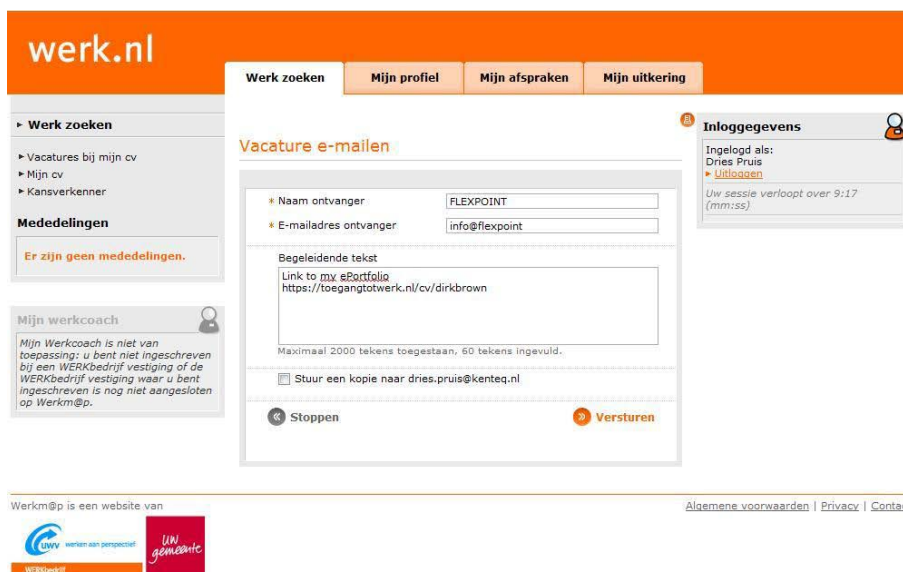 werk.nl
Werk zoeken
Mijn profiel
Mijn afspraken
Mijn uitkering
Werk zoeken
Vacatures bij mijn cv
Mijn cv
Kansverkenner
Mededelingen
Er zijn geen mededelingen.
Mijn werkcoach
Mijn Werkcoach is niet van
toepassing: u bent niet ingeschreven
bij een WERKbedrijf vestiging of de
WERKbedrijf vestiging waar u bent
ingeschreven is nog niet aangesloten
op Werkm@p.
Vacature e-mailen
* Naam ontvanger
FLEXPOINT
* E-mailadres ontvanger
info@flexpoint
Begeleidende tekst
Link to my ePortfolio
https://toegangtotwerk.nl/cv/dirkbrown
Maximaal 2000 tekens toegestaan, 60 tekens ingevuld.
Stuur een kopie naar dries.pruis@kenteq.nl
Stoppen
Versturen
Inloggegevens
Ingelogd als:
Dries Pruis
Uitloggen
Uw sessie verloopt over 9:17
(mm:ss)
Werkm@p is een website van
Algemene voorwaarden | Privacy | Conta
UWV werken aan perspectief
WERKbedrijf
UW
gemeente